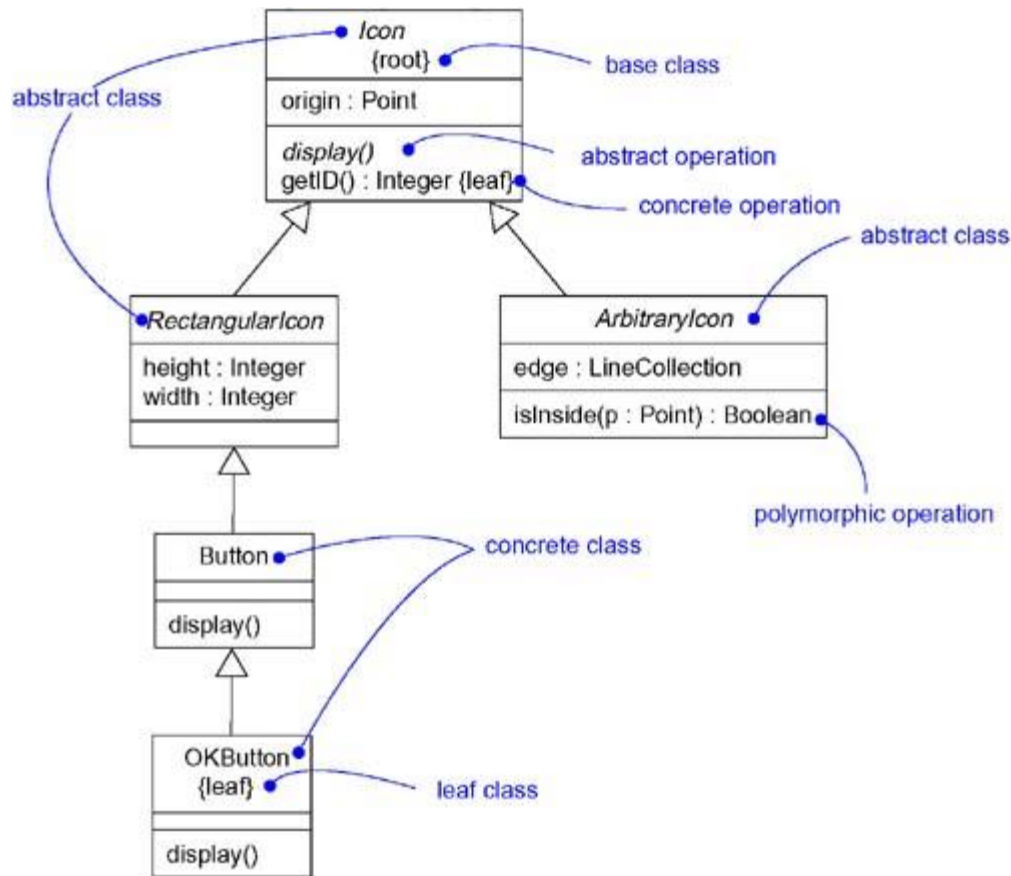 Icon
{root}
base class
abstract class
origin : Point
display()
abstract operation
getID() : Integer {leaf}
concrete operation
abstract class
RectangularIcon
height : Integer
width : Integer
ArbitraryIcon
edge : LineCollection
isInside(p : Point) : Boolean
polymorphic operation
Button
concrete class
display()
OKButton
{leaf}
leaf class
display()